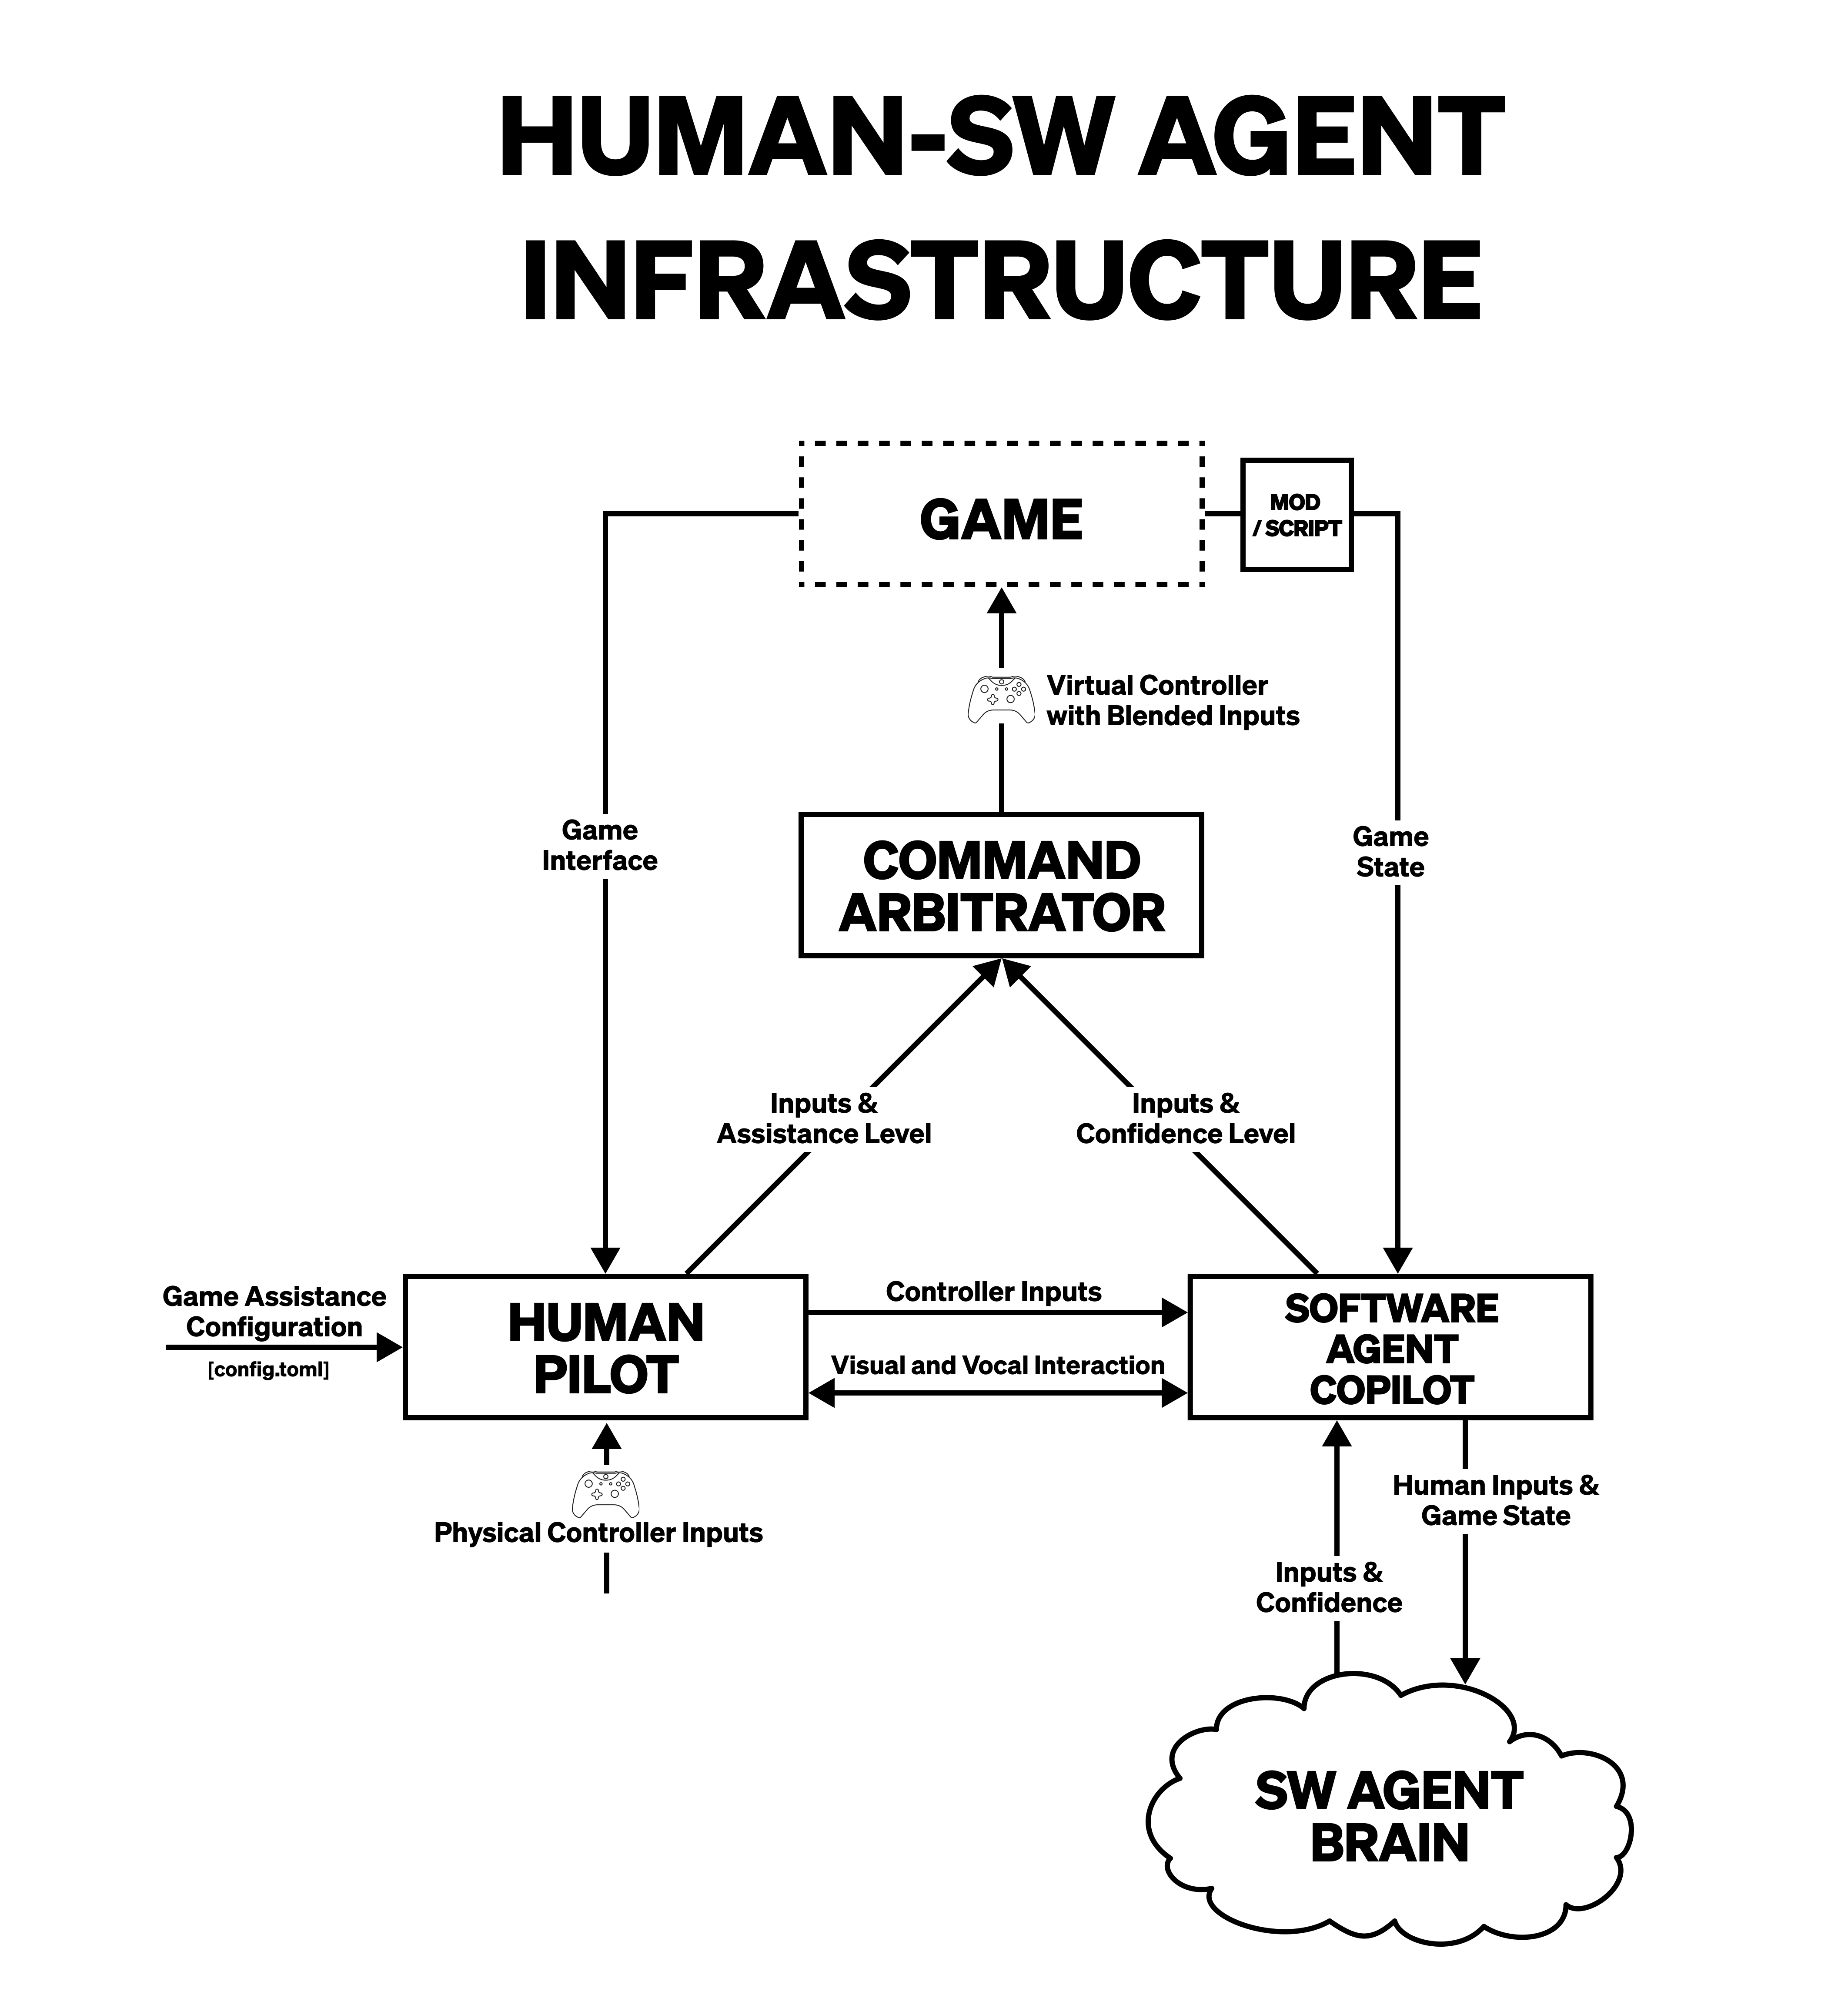 HUMAN-SW AGENT
INFRASTRUCTURE
GAME
MOD
/ SCRIPT
Virtual Controller
with Blended Inputs
Game
Interface
COMMAND
ARBITRATOR
Game
State
Inputs &
Assistance Level
Inputs &
Confidence Level
Game Assistance
Configuration
[config.toml]
HUMAN
PILOT
Controller Inputs
Visual and Vocal Interaction
SOFTWARE
AGENT
COPILOT
Physical Controller Inputs
Human Inputs &
Game State
Inputs &
Confidence
SW AGENT
BRAIN